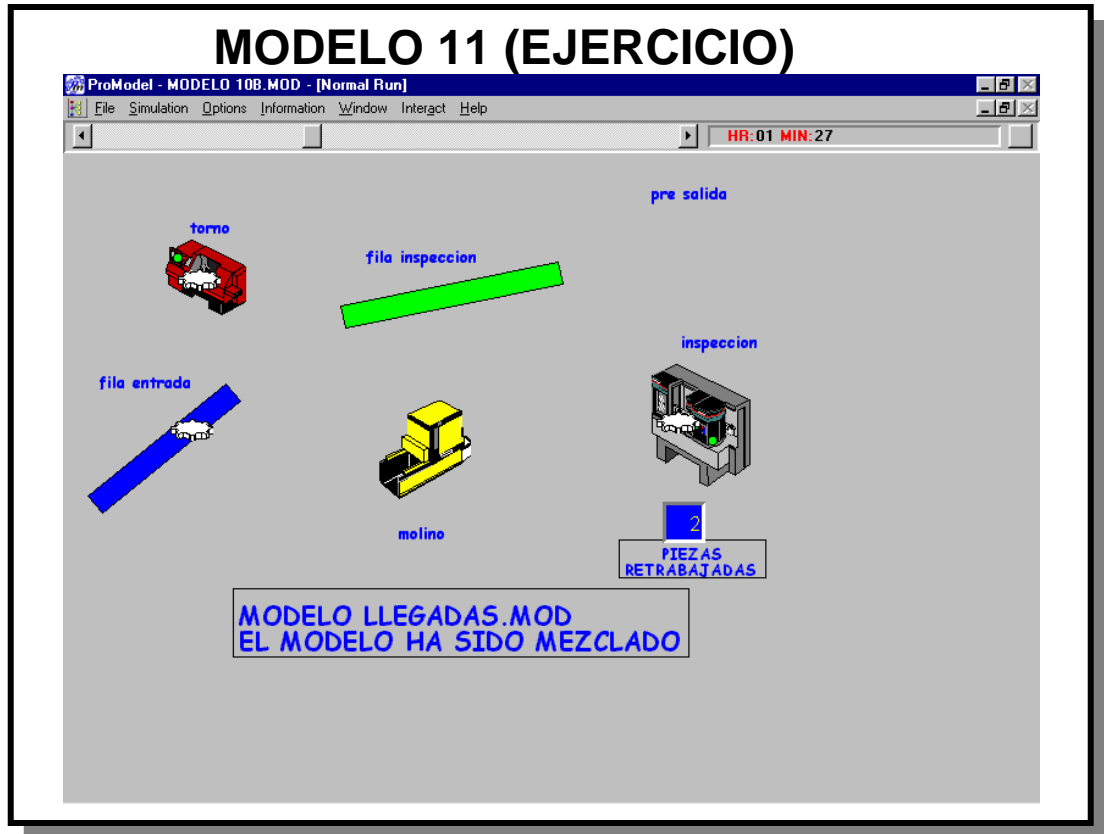 MODELO 11 (EJERCICIO)
ProModel - MODELO 10B.MOD - [Normal Run]
File Simulation Options Information Window Interact Help
HR:01 MIN:27
pre salida
torno
fila inspeccion
inspeccion
fila entrada
molino
2
PIEZAS
RETRABAJADAS
MODELO LLEGADAS.MOD
EL MODELO HA SIDO MEZCLADO